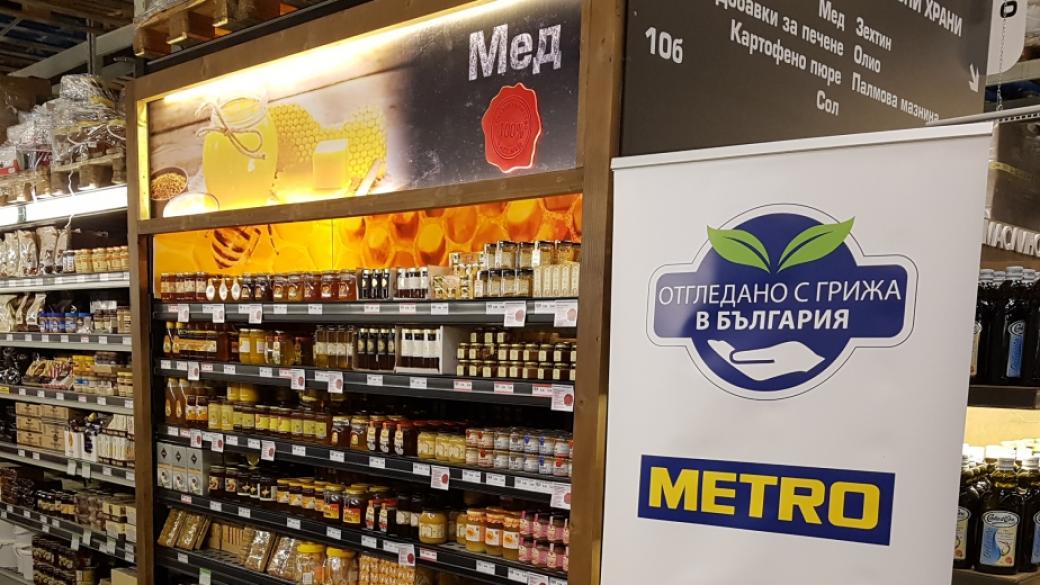 Мед
100%
10б
Мед Зехтин
Добавки за печене Олио
Картофено пюре Палмова мазнина
Сол
ХРАНИ
ОТГЛЕДАНО С ГРИЖА
В БЪЛГАРИЯ
METRO